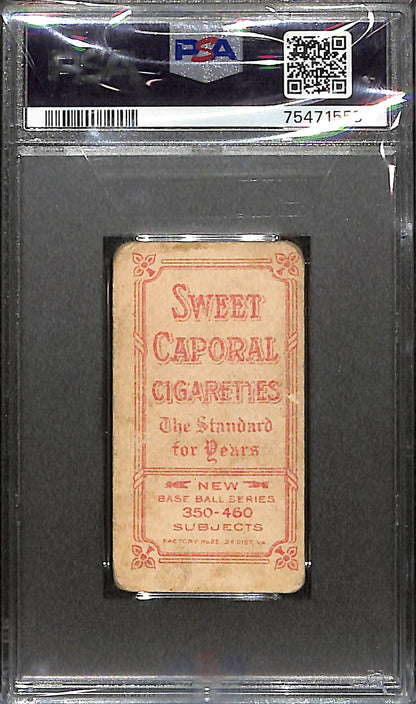 PSA
PSA
SWEET
CAPORAL
CIGARETTES
The Standard
for Years
NEW
BASE BALL SERIES
350-460
SUBJECTS
FACTORY No 25, 2d DIST. VA.